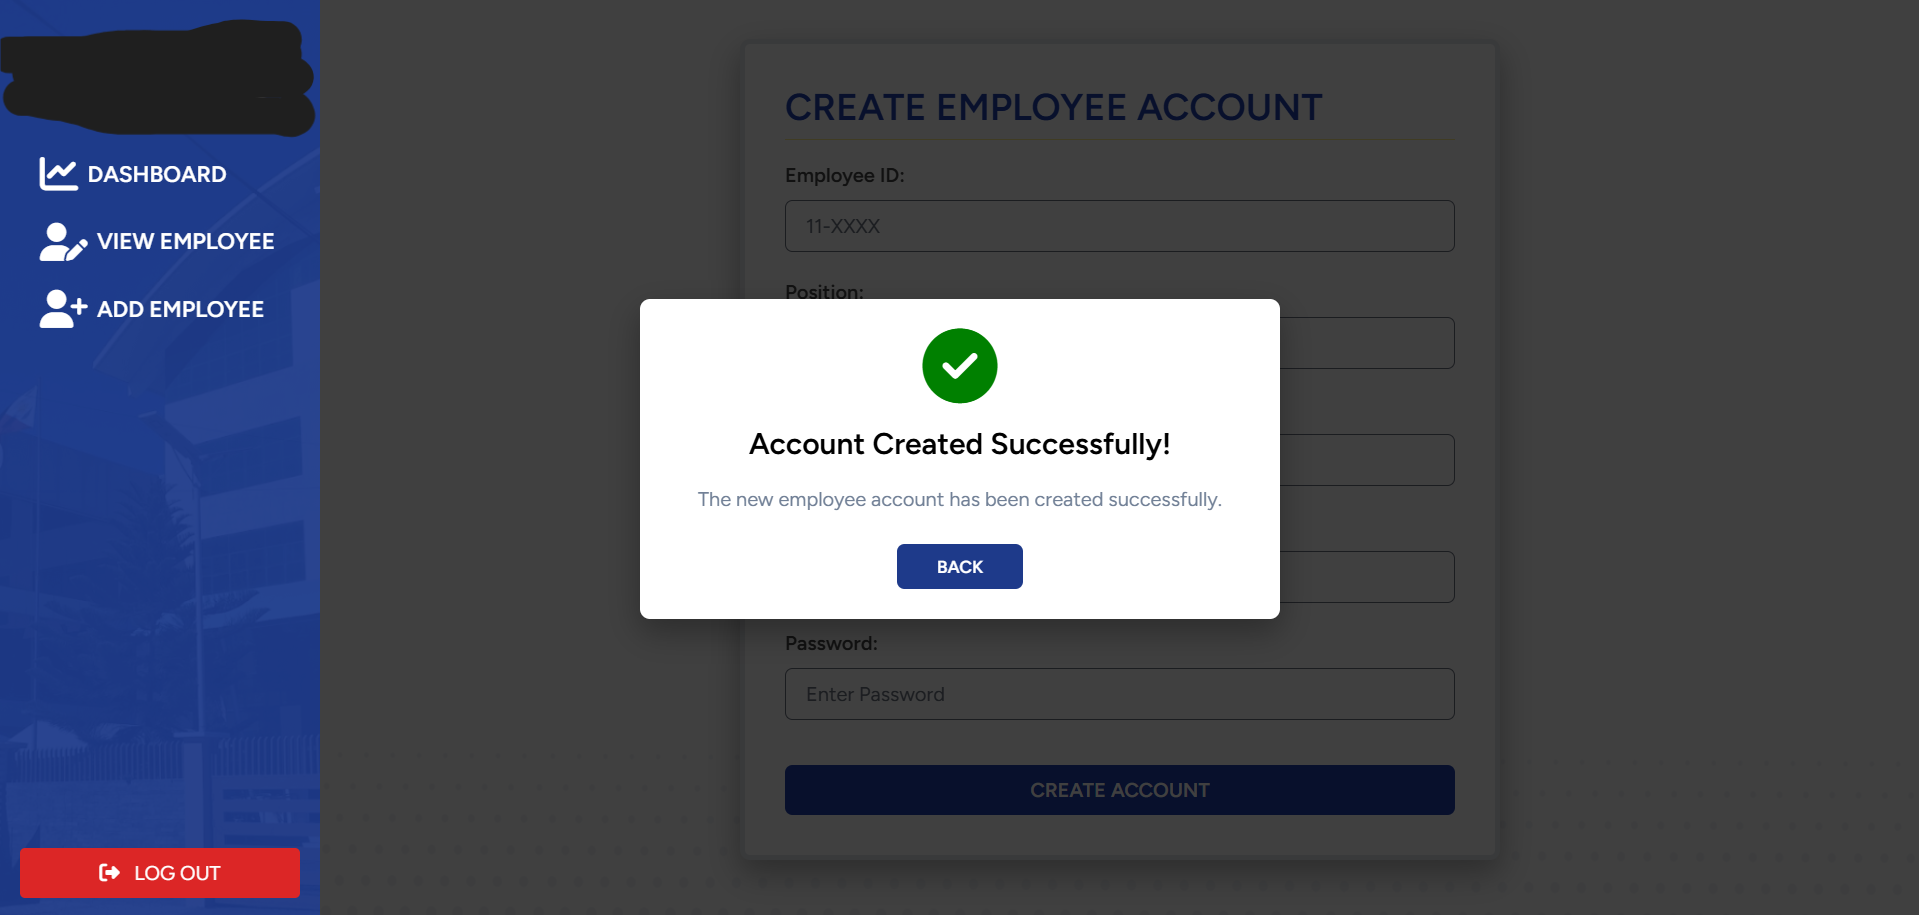 DASHBOARD
VIEW EMPLOYEE
ADD EMPLOYEE
LOG OUT
CREATE EMPLOYEE ACCOUNT
Employee ID:
11-XXXX
Position:
Account Created Successfully!
The new employee account has been created successfully.
BACK
Password:
Enter Password
CREATE ACCOUNT